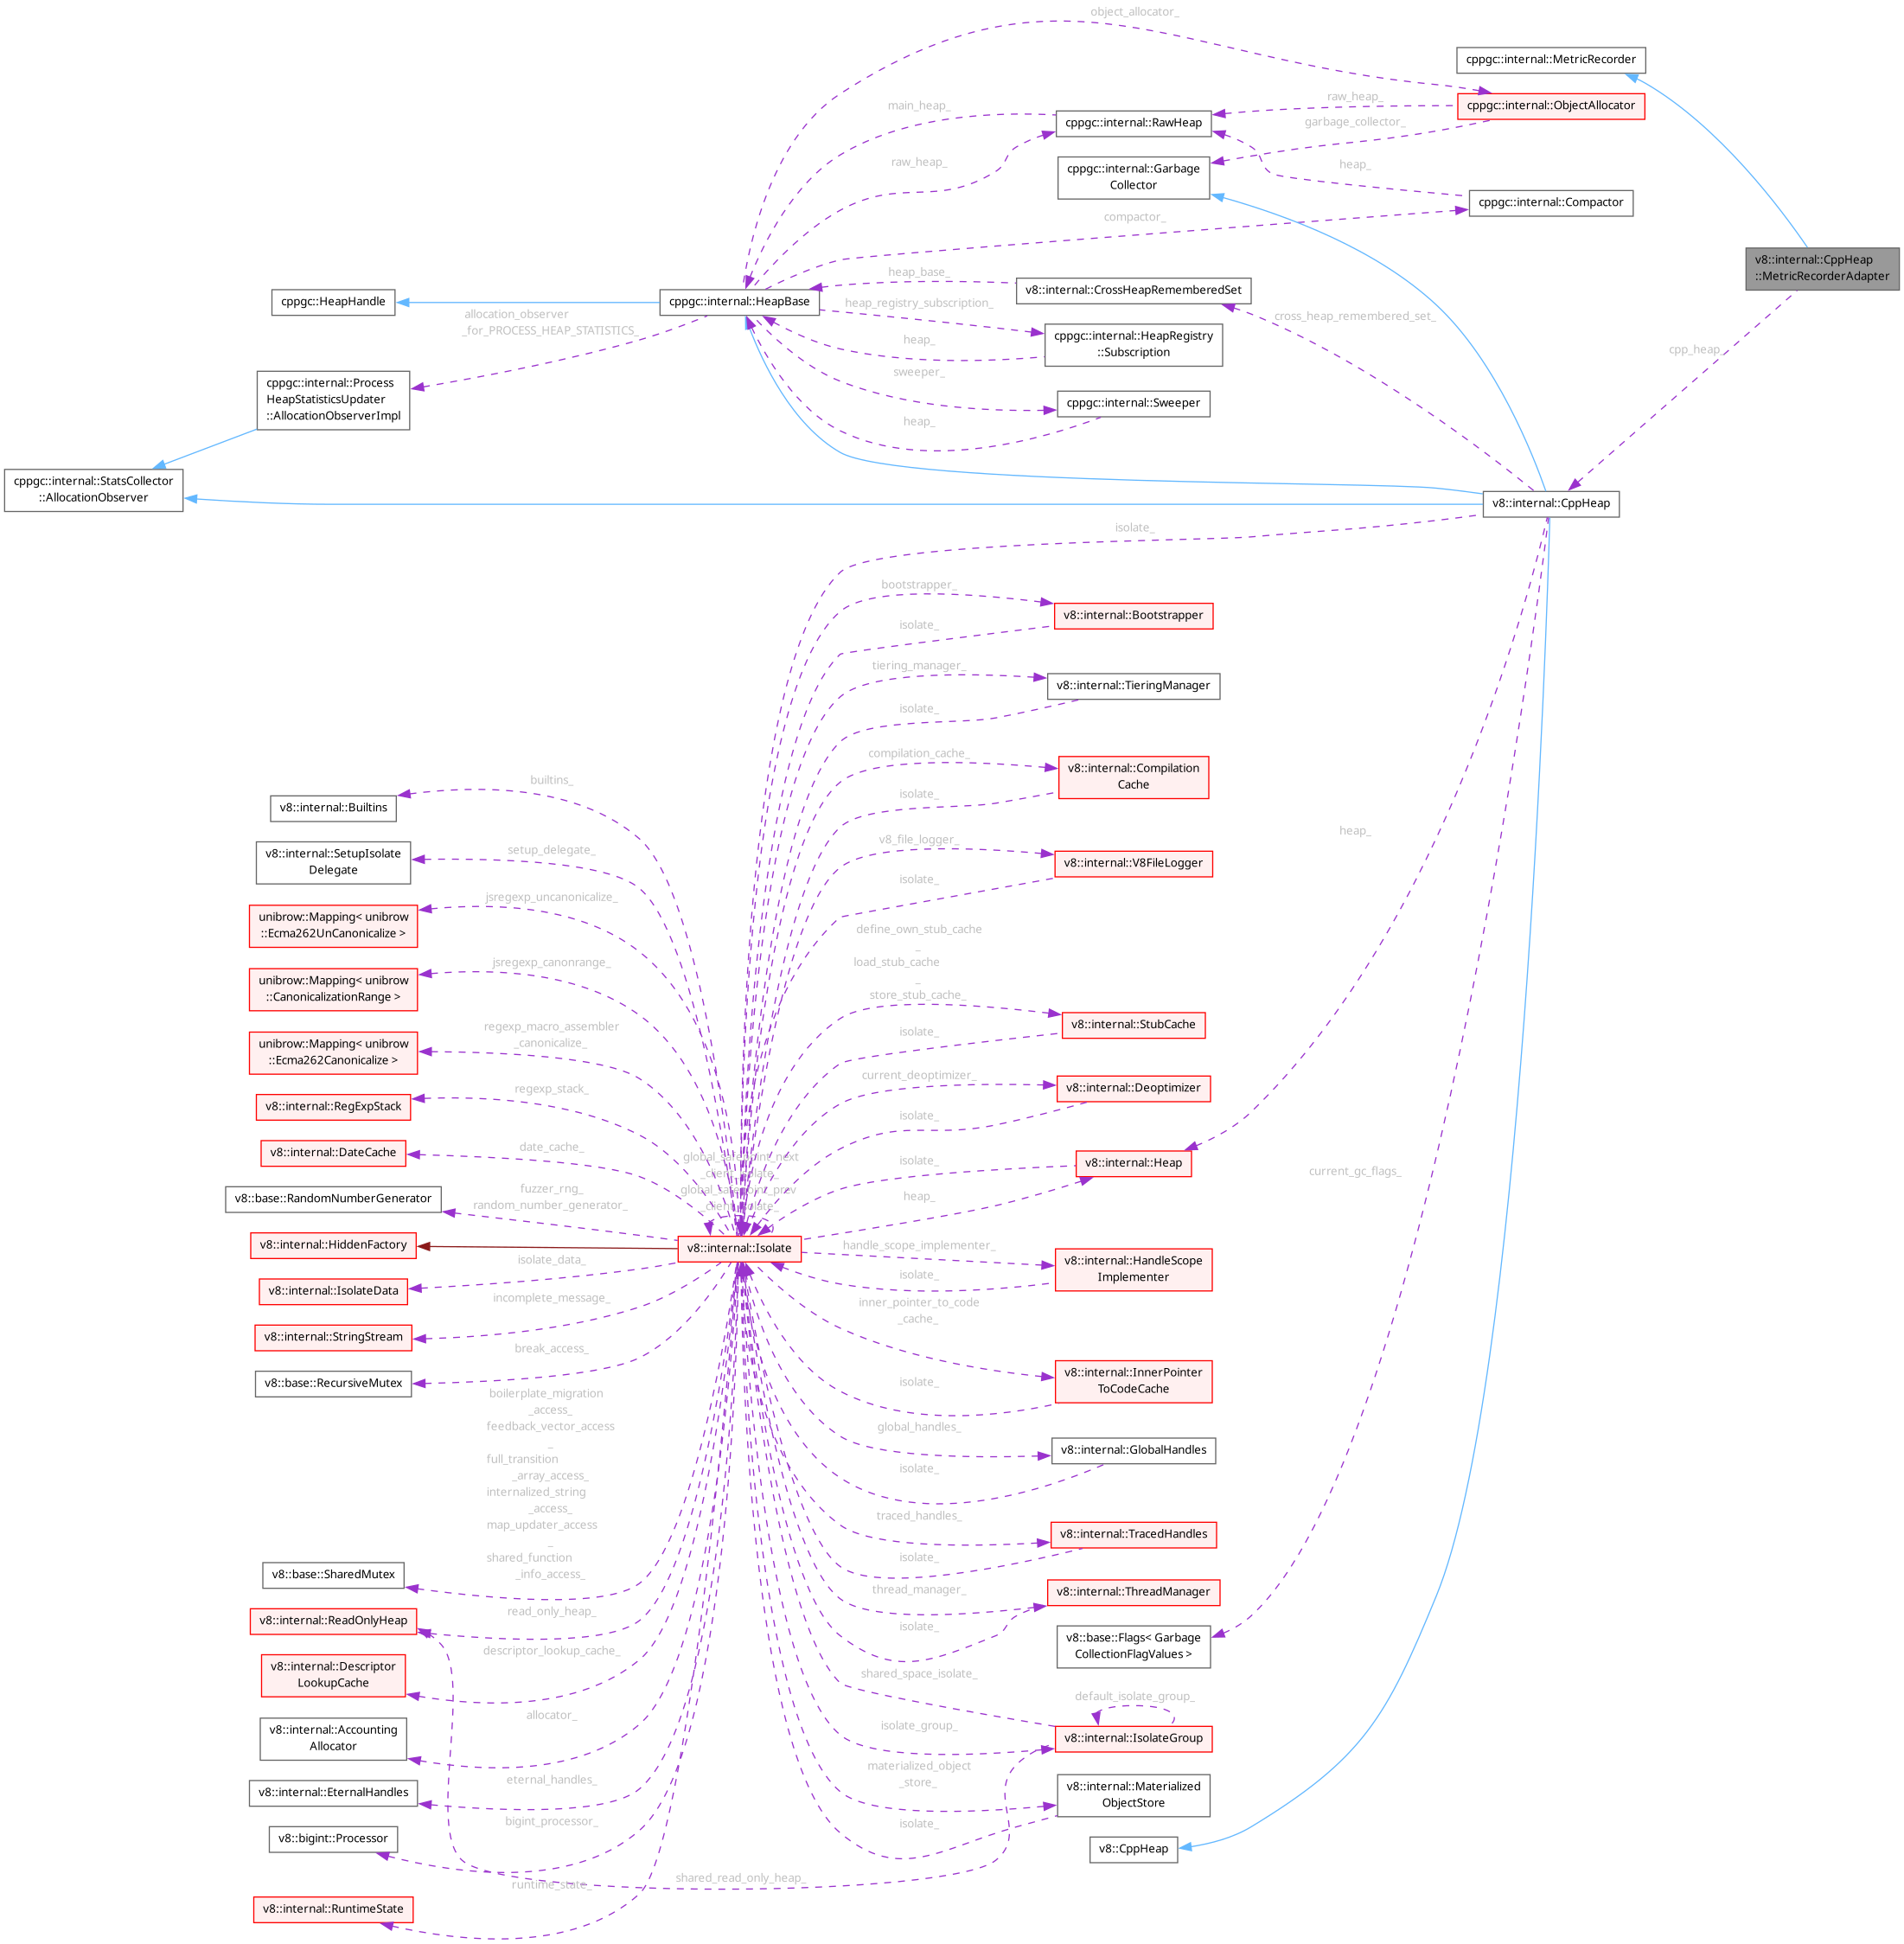 object_allocator_
cppgc::internal::MetricRecorder
main_heap_
raw_heap_
cppgc::internal::ObjectAllocator
cppgc::internal::RawHeap
garbage_collector_
raw_heap_
cppgc::internal::Garbage
Collector
heap_
cppgc::internal::Compactor
compactor_
v8::internal::CppHeap
::MetricRecorderAdapter
cppgc::HeapHandle
cppgc::internal::HeapBase
heap_base_
v8::internal::CrossHeapRememberedSet
heap_registry_subscription_
cross_heap_remembered_set_
allocation_observer
_for_PROCESS_HEAP_STATISTICS_
heap_
cppgc::internal::HeapRegistry
::Subscription
cpp_heap_
sweeper_
cppgc::internal::Process
HeapStatisticsUpdater
::AllocationObserverImpl
cppgc::internal::Sweeper
heap_
cppgc::internal::StatsCollector
::AllocationObserver
v8::internal::CppHeap
isolate_
bootstrapper_
v8::internal::Bootstrapper
isolate_
tiering_manager_
v8::internal::TieringManager
isolate_
compilation_cache_
v8::internal::Compilation
Cache
isolate_
builtins_
v8::internal::Builtins
heap_
v8_file_logger_
v8::internal::V8FileLogger
isolate_
setup_delegate_
v8::internal::SetupIsolate
Delegate
jsregexp_uncanonicalize_
unibrow::Mapping< unibrow
::Ecma262UnCanonicalize >
define_own_stub_cache
_
load_stub_cache
_
store_stub_cache_
jsregexp_canonrange_
unibrow::Mapping< unibrow
::CanonicalizationRange >
v8::internal::StubCache
isolate_
regexp_macro_assembler
_canonicalize_
unibrow::Mapping< unibrow
::Ecma262Canonicalize >
current_deoptimizer_
v8::internal::Deoptimizer
isolate_
regexp_stack_
v8::internal::RegExpStack
date_cache_
v8::internal::DateCache
global_safepoint_next
_client_isolate_
global_safepoint_prev
_client_isolate_
isolate_
v8::internal::Heap
heap_
current_gc_flags_
fuzzer_rng_
random_number_generator_
v8::base::RandomNumberGenerator
v8::internal::HiddenFactory
v8::internal::Isolate
handle_scope_implementer_
v8::internal::HandleScope
Implementer
isolate_
isolate_data_
v8::internal::IsolateData
incomplete_message_
v8::internal::StringStream
inner_pointer_to_code
_cache_
break_access_
v8::base::RecursiveMutex
v8::internal::InnerPointer
ToCodeCache
isolate_
boilerplate_migration
_access_
feedback_vector_access
_
full_transition
_array_access_
internalized_string
_access_
map_updater_access
_
shared_function
_info_access_
global_handles_
v8::internal::GlobalHandles
isolate_
traced_handles_
v8::internal::TracedHandles
isolate_
v8::base::SharedMutex
thread_manager_
v8::internal::ThreadManager
isolate_
read_only_heap_
v8::internal::ReadOnlyHeap
v8::base::Flags< Garbage
CollectionFlagValues >
descriptor_lookup_cache_
v8::internal::Descriptor
LookupCache
shared_space_isolate_
default_isolate_group_
allocator_
v8::internal::Accounting
Allocator
isolate_group_
v8::internal::IsolateGroup
materialized_object
_store_
eternal_handles_
v8::internal::EternalHandles
v8::internal::Materialized
ObjectStore
isolate_
bigint_processor_
v8::bigint::Processor
v8::CppHeap
shared_read_only_heap_
runtime_state_
v8::internal::RuntimeState